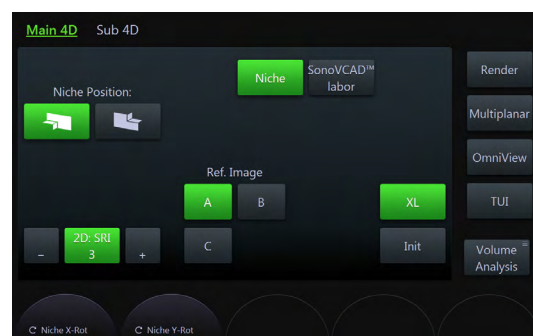 Main 4D Sub 4D
Niche Position:
Niche
SonoVCAD™
labor
Render
Multiplanar
OmniView
TUI
Volume
Analysis
Ref. Image
A B
C
XL
Init
– 2D: SRI +
3
Niche X-Rot Niche Y-Rot